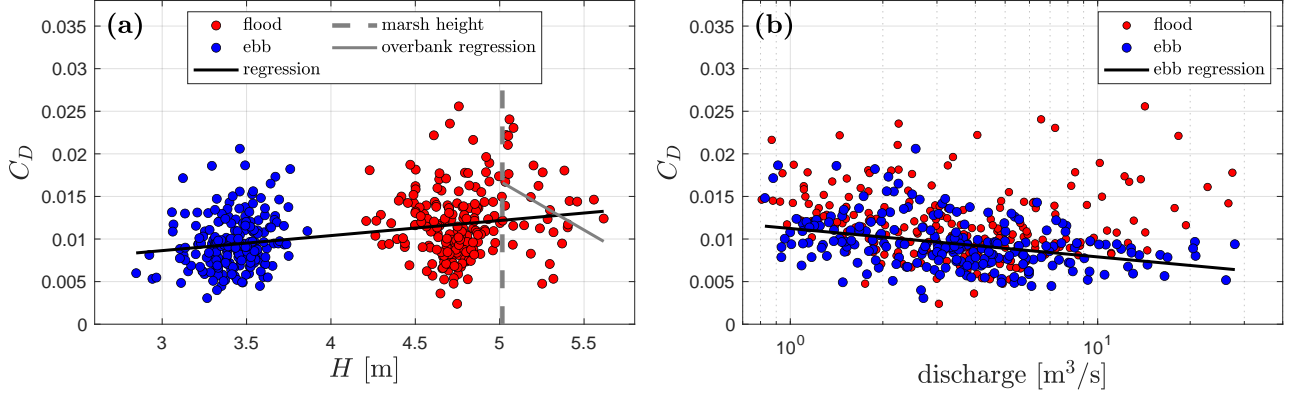 (a)
flood
ebb
regression
marsh height
overbank regression
0.035
0.03
0.025
0.02
0.015
0.01
0.005
0
C_D
3
3.5
4
4.5
5
5.5
H [m]
(b)
flood
ebb
ebb regression
0.035
0.03
0.025
0.02
0.015
0.01
0.005
0
C_D
10^0
10^1
discharge [m^3/s]